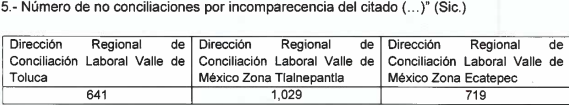 5.- Número de no conciliaciones por incomparecencia del citado (...)" (Sic.)
Dirección Regional de Conciliación Laboral Valle de Toluca
Dirección Regional de Conciliación Laboral Valle de México Zona Tlalnepantla
Dirección Regional de Conciliación Laboral Valle de México Zona Ecatepec
641 1,029 719